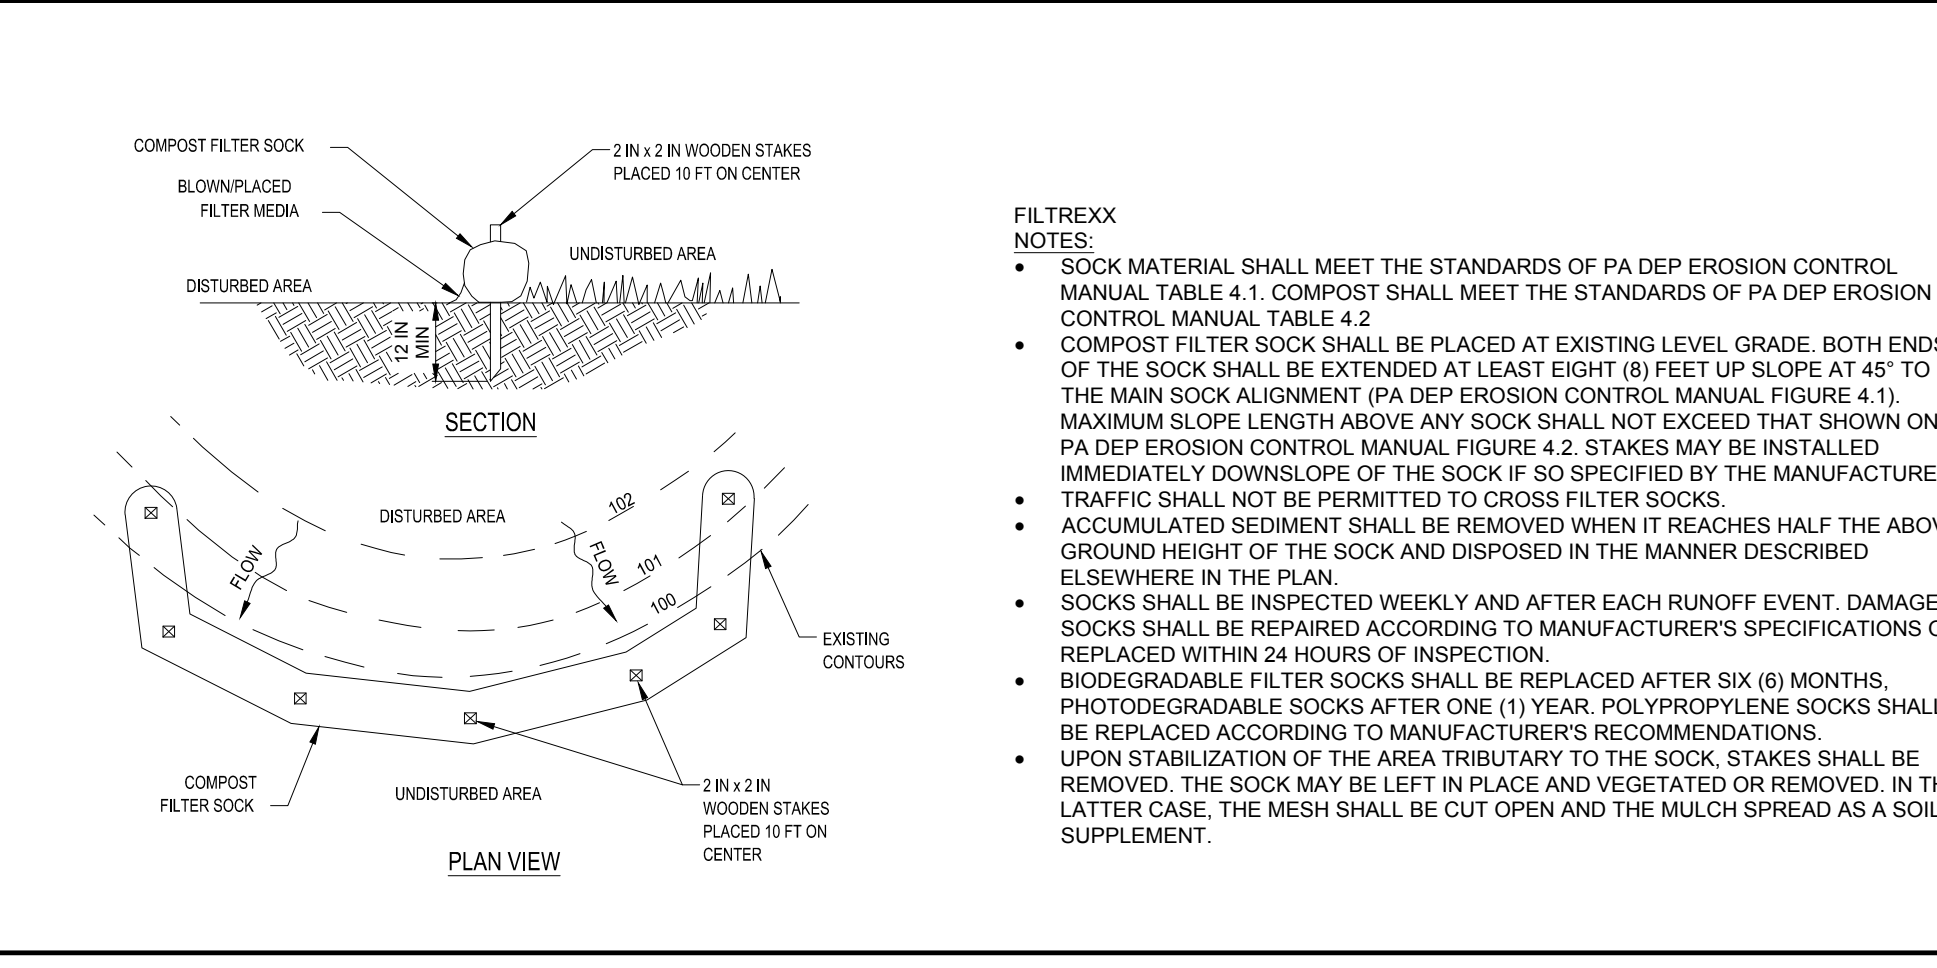 COMPOST FILTER SOCK
2 IN x 2 IN WOODEN STAKES
PLACED 10 FT ON CENTER
BLOWN/PLACED
FILTER MEDIA
UNDISTURBED AREA
DISTURBED AREA
12 IN
MIN
SECTION
DISTURBED AREA
102
101
100
FLOW
FLOW
EXISTING
CONTOURS
COMPOST
FILTER SOCK
UNDISTURBED AREA
2 IN x 2 IN
WOODEN STAKES
PLACED 10 FT ON
CENTER
PLAN VIEW
FILTREXX
NOTES:
• SOCK MATERIAL SHALL MEET THE STANDARDS OF PA DEP EROSION CONTROL
MANUAL TABLE 4.1. COMPOST SHALL MEET THE STANDARDS OF PA DEP EROSION
CONTROL MANUAL TABLE 4.2
• COMPOST FILTER SOCK SHALL BE PLACED AT EXISTING LEVEL GRADE. BOTH ENDS
OF THE SOCK SHALL BE EXTENDED AT LEAST EIGHT (8) FEET UP SLOPE AT 45° TO
THE MAIN SOCK ALIGNMENT (PA DEP EROSION CONTROL MANUAL FIGURE 4.1).
MAXIMUM SLOPE LENGTH ABOVE ANY SOCK SHALL NOT EXCEED THAT SHOWN ON
PA DEP EROSION CONTROL MANUAL FIGURE 4.2. STAKES MAY BE INSTALLED
IMMEDIATELY DOWNSLOPE OF THE SOCK IF SO SPECIFIED BY THE MANUFACTURE
• TRAFFIC SHALL NOT BE PERMITTED TO CROSS FILTER SOCKS.
• ACCUMULATED SEDIMENT SHALL BE REMOVED WHEN IT REACHES HALF THE ABOV
GROUND HEIGHT OF THE SOCK AND DISPOSED IN THE MANNER DESCRIBED
ELSEWHERE IN THE PLAN.
• SOCKS SHALL BE INSPECTED WEEKLY AND AFTER EACH RUNOFF EVENT. DAMAGE
SOCKS SHALL BE REPAIRED ACCORDING TO MANUFACTURER'S SPECIFICATIONS O
REPLACED WITHIN 24 HOURS OF INSPECTION.
• BIODEGRADABLE FILTER SOCKS SHALL BE REPLACED AFTER SIX (6) MONTHS,
PHOTODEGRADABLE SOCKS AFTER ONE (1) YEAR. POLYPROPYLENE SOCKS SHALL
BE REPLACED ACCORDING TO MANUFACTURER'S RECOMMENDATIONS.
• UPON STABILIZATION OF THE AREA TRIBUTARY TO THE SOCK, STAKES SHALL BE
REMOVED. THE SOCK MAY BE LEFT IN PLACE AND VEGETATED OR REMOVED. IN TH
LATTER CASE, THE MESH SHALL BE CUT OPEN AND THE MULCH SPREAD AS A SOIL
SUPPLEMENT.